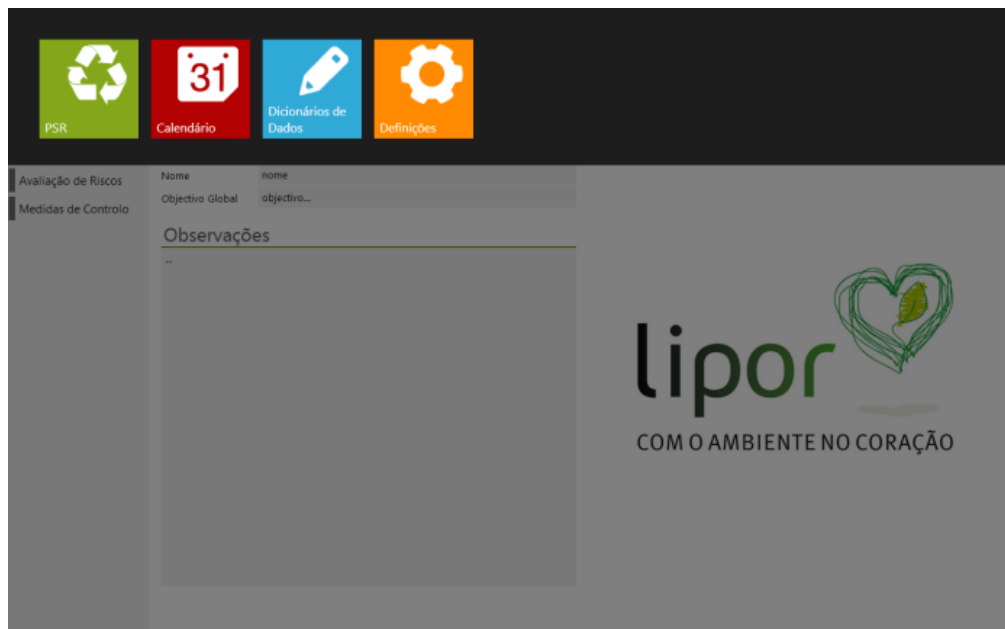 PSR
31
Calendário
Dicionários de
Dados
Definições
Avaliação de Riscos
Medidas de Controlo
Nome
nome
Objectivo Global
objectivo...
Observações
...
lipor
COM O AMBIENTE NO CORAÇÃO